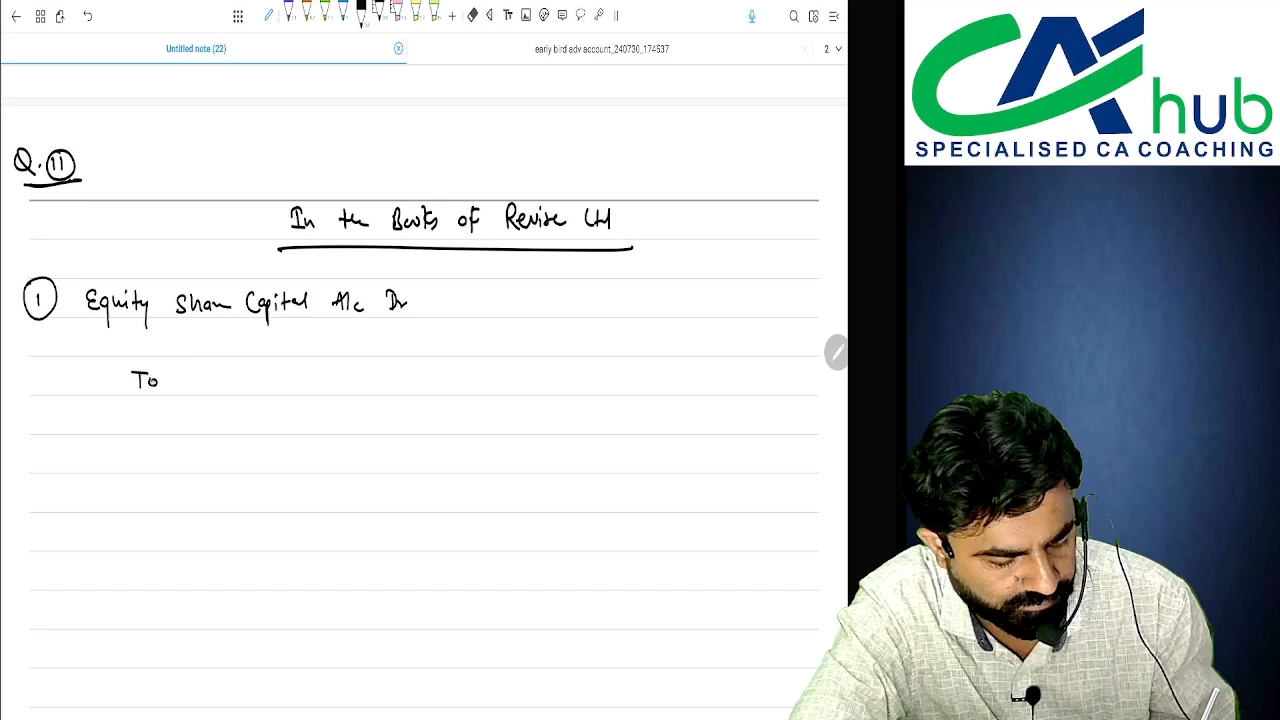 Untitled note (22)
early bird adv account_240730_174537
2
CA hub
SPECIALISED CA COACHING
Q. 11
In the Books of Revise Ltd
1 Equity Share Capital A/c Dr
To